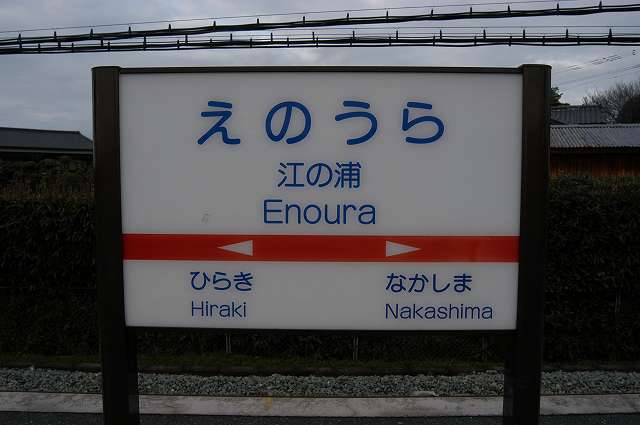 えのうら
江の浦
Enoura
ひらき なかしま
Hiraki Nakashima